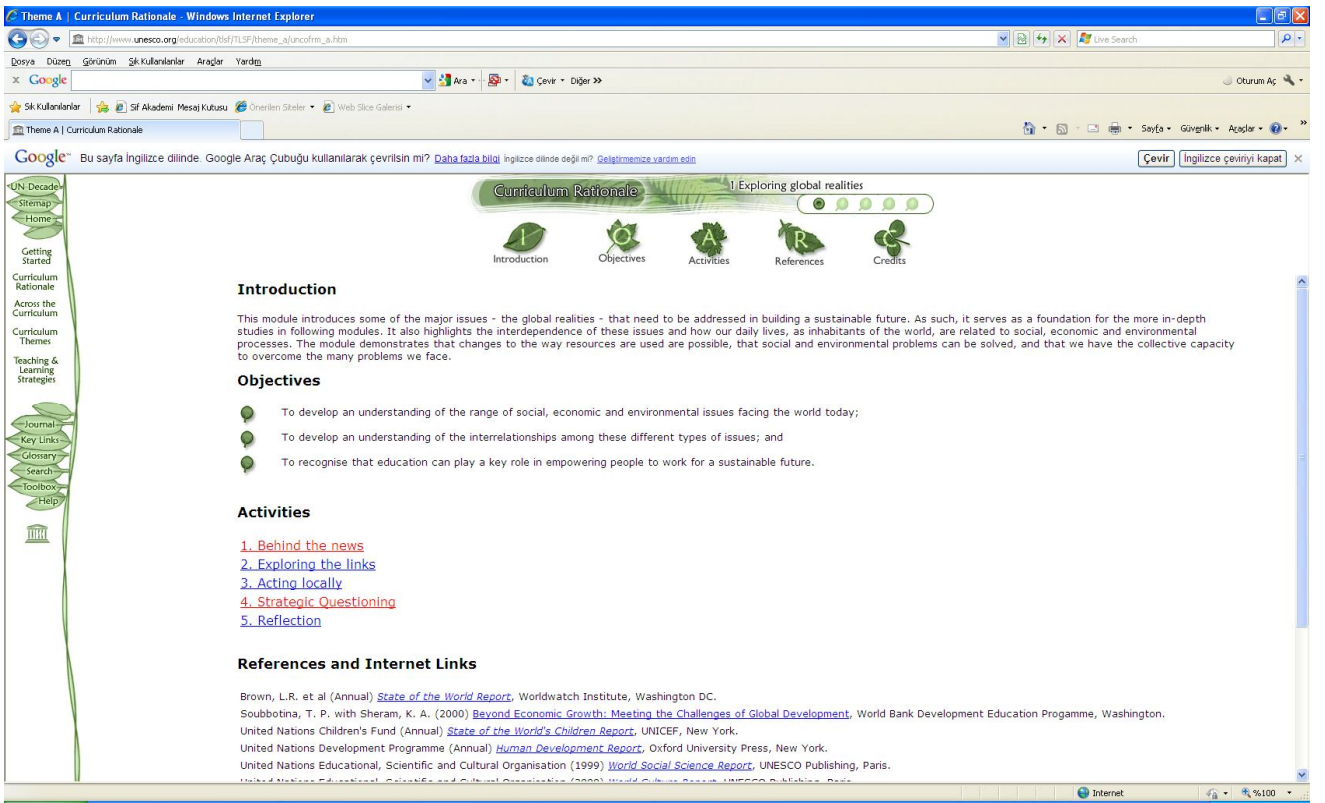 Theme A | Curriculum Rationale - Windows Internet Explorer
http://www.unesco.org/education/tlsf/TLSF/theme_a/uncofrm_a.htm
Live Search
Dosya Düzen Görünüm Sık Kullanılanlar Araçlar Yardım
x Google Ara Çevir Diğer >> Oturum Aç
Sık Kullanılanlar Sif Akademi Mesaj Kutusu Önerilen Siteler Web Slice Galerisi
Theme A | Curriculum Rationale Sayfa Güvenlik Araçlar »
Google™ Bu sayfa İngilizce dilinde. Google Araç Çubuğu kullanılarak çevrilsin mi? Daha fazla bilgi İngilizce dilinde değil mi? Geliştirmemize yardım edin Çevir İngilizce çeviriyi kapat
UN Decade
Sitemap
Home
Getting
Started
Curriculum
Rationale
Across the
Curriculum
Curriculum
Themes
Teaching &
Learning
Strategies
Journal
Key Links
Glossary
Search
Toolbox
Help
Curriculum Rationale 1 Exploring global realities
I O A R C
Introduction Objectives Activities References Credits
Introduction
This module introduces some of the major issues - the global realities - that need to be addressed in building a sustainable future. As such, it serves as a foundation for the more in-depth
studies in following modules. It also highlights the interdependence of these issues and how our daily lives, as inhabitants of the world, are related to social, economic and environmental
processes. The module demonstrates that changes to the way resources are used are possible, that social and environmental problems can be solved, and that we have the collective capacity
to overcome the many problems we face.
Objectives
To develop an understanding of the range of social, economic and environmental issues facing the world today;
To develop an understanding of the interrelationships among these different types of issues; and
To recognise that education can play a key role in empowering people to work for a sustainable future.
Activities
1. Behind the news
2. Exploring the links
3. Acting locally
4. Strategic Questioning
5. Reflection
References and Internet Links
Brown, L.R. et al (Annual) State of the World Report, Worldwatch Institute, Washington DC.
Soubbotina, T. P. with Sheram, K. A. (2000) Beyond Economic Growth: Meeting the Challenges of Global Development, World Bank Development Education Progamme, Washington.
United Nations Children's Fund (Annual) State of the World's Children Report, UNICEF, New York.
United Nations Development Programme (Annual) Human Development Report, Oxford University Press, New York.
United Nations Educational, Scientific and Cultural Organisation (1999) World Social Science Report, UNESCO Publishing, Paris.
United Nations Educational, Scientific and Cultural Organisation (2000) World Culture Report, UNESCO Publishing, Paris.
Internet %100